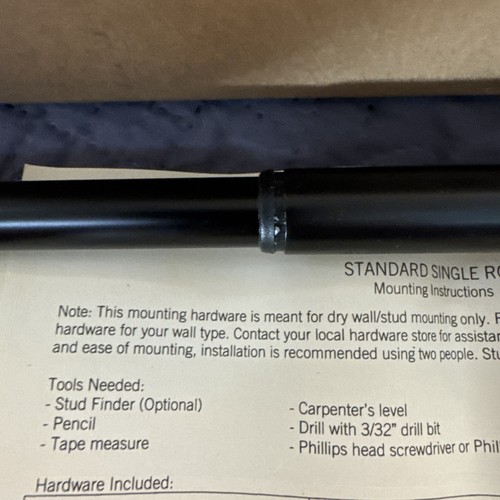 STANDARD SINGLE
Mounting Instructions
Note: This mounting hardware is meant for dry wall/stud mounting only.
hardware for your wall type. Contact your local hardware store for
and ease of mounting, installation is recommended using two people.
Tools Needed:
- Stud Finder (Optional)
- Pencil
- Tape measure
- Carpenter's level
- Drill with 3/32" drill bit
- Phillips head screwdriver or
Hardware Included: